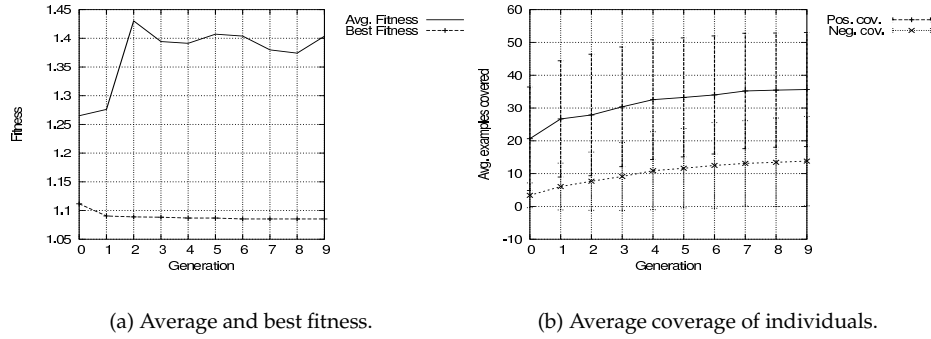 1.45
1.4
1.35
1.3
1.25
1.2
1.15
1.1
1.05
Fitness
0 1 2 3 4 5 6 7 8 9
Generation
Avg. Fitness
Best Fitness
(a) Average and best fitness.
60
50
40
30
20
10
0
-10
Avg. examples covered
0 1 2 3 4 5 6 7 8 9
Generation
Pos. cov.
Neg. cov.
(b) Average coverage of individuals.